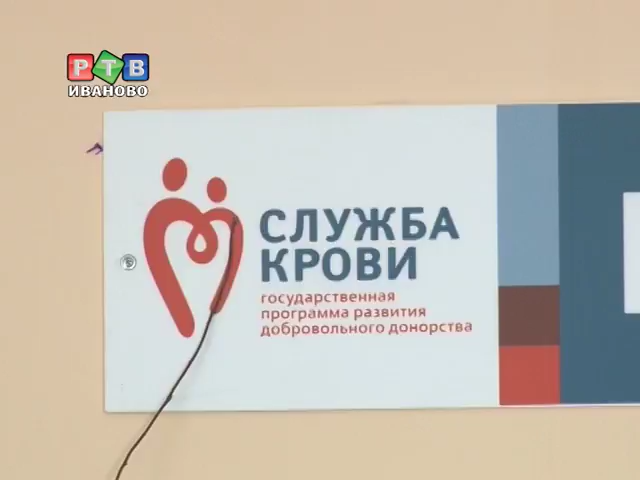 РТВ
ИВАНОВО
СЛУЖБА
КРОВИ
государственная
программа развития
добровольного донорства